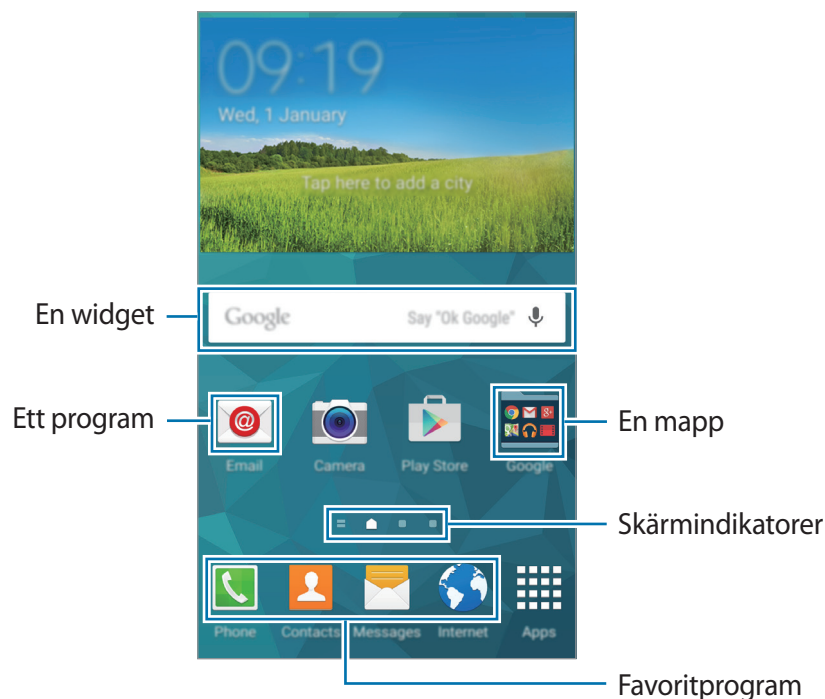 09:19
Wed, 1 January
Tap here to add a city
En widget
Google Say "Ok Google"
Ett program
En mapp
Email Camera Play Store Google
Skärmindikatorer
Phone Contacts Messages Internet Apps
Favoritprogram